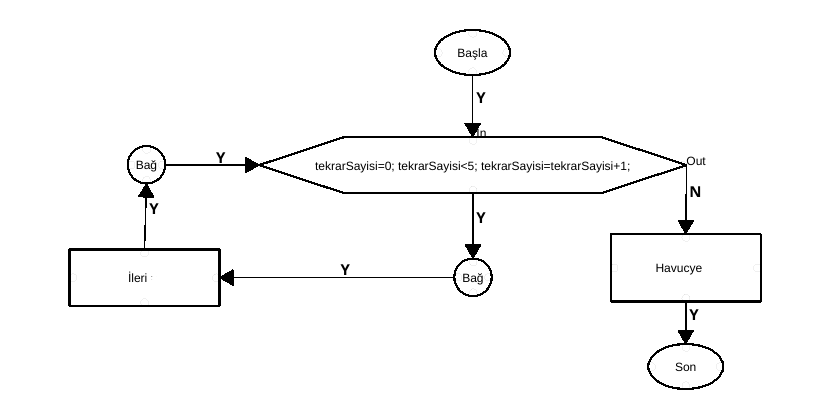 Başla
Y
In
Bağ
Y
tekrarSayisi=0; tekrarSayisi<5; tekrarSayisi=tekrarSayisi+1;
Out
N
Y
Y
İleri
Y
Bağ
Havucye
Y
Son